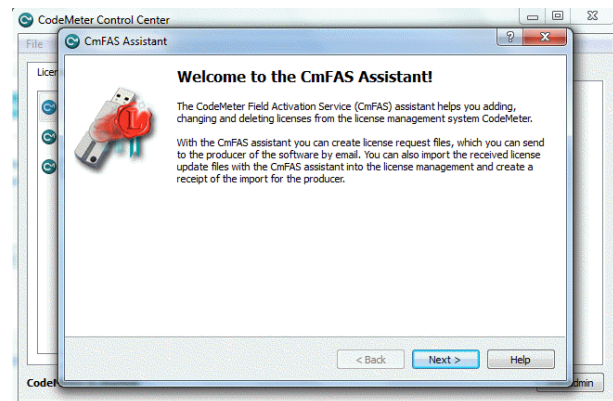 CodeMeter Control Center
File
CmFAS Assistant
Welcome to the CmFAS Assistant!
The CodeMeter Field Activation Service (CmFAS) assistant helps you adding,
changing and deleting licenses from the license management system CodeMeter.
With the CmFAS assistant you can create license request files, which you can send
to the producer of the software by email. You can also import the received license
update files with the CmFAS assistant into the license management and create a
receipt of the import for the producer.
< Back
Next >
Help